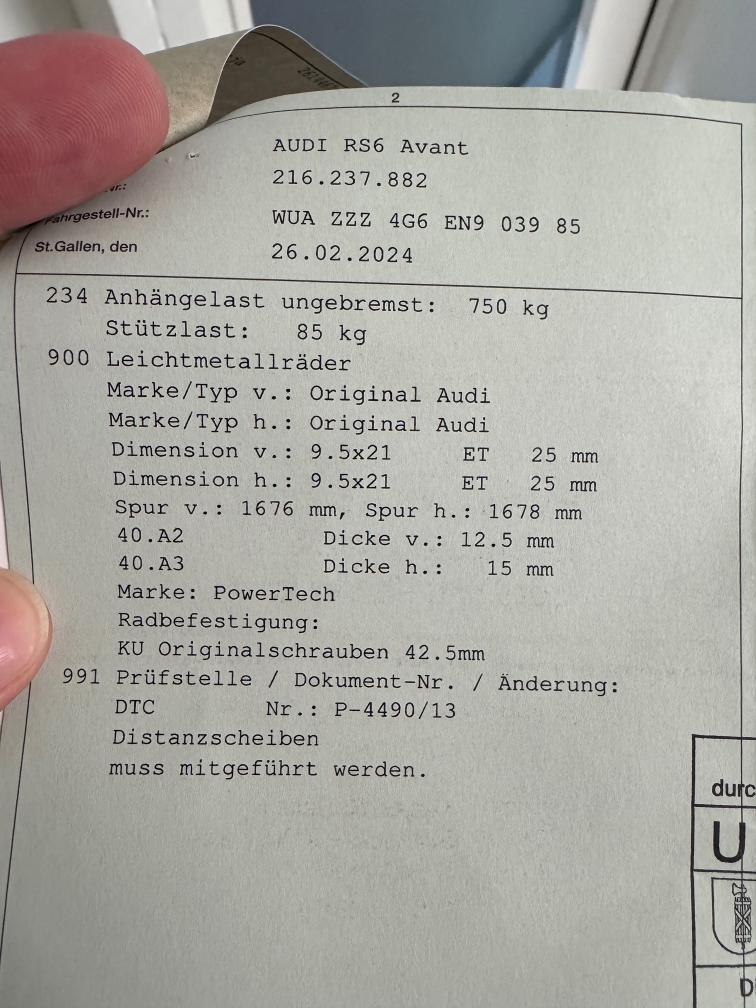 2
AUDI RS6 Avant
216.237.882
Fahrgestell-Nr.: WUA ZZZ 4G6 EN9 039 85
St.Gallen, den 26.02.2024
234 Anhängelast ungebremst: 750 kg
Stützlast: 85 kg
900 Leichtmetallräder
Marke/Typ v.: Original Audi
Marke/Typ h.: Original Audi
Dimension v.: 9.5x21 ET 25 mm
Dimension h.: 9.5x21 ET 25 mm
Spur v.: 1676 mm, Spur h.: 1678 mm
40.A2 Dicke v.: 12.5 mm
40.A3 Dicke h.: 15 mm
Marke: PowerTech
Radbefestigung:
KU Originalschrauben 42.5mm
991 Prüfstelle / Dokument-Nr. / Änderung:
DTC Nr.: P-4490/13
Distanzscheiben
muss mitgeführt werden.
durc
U